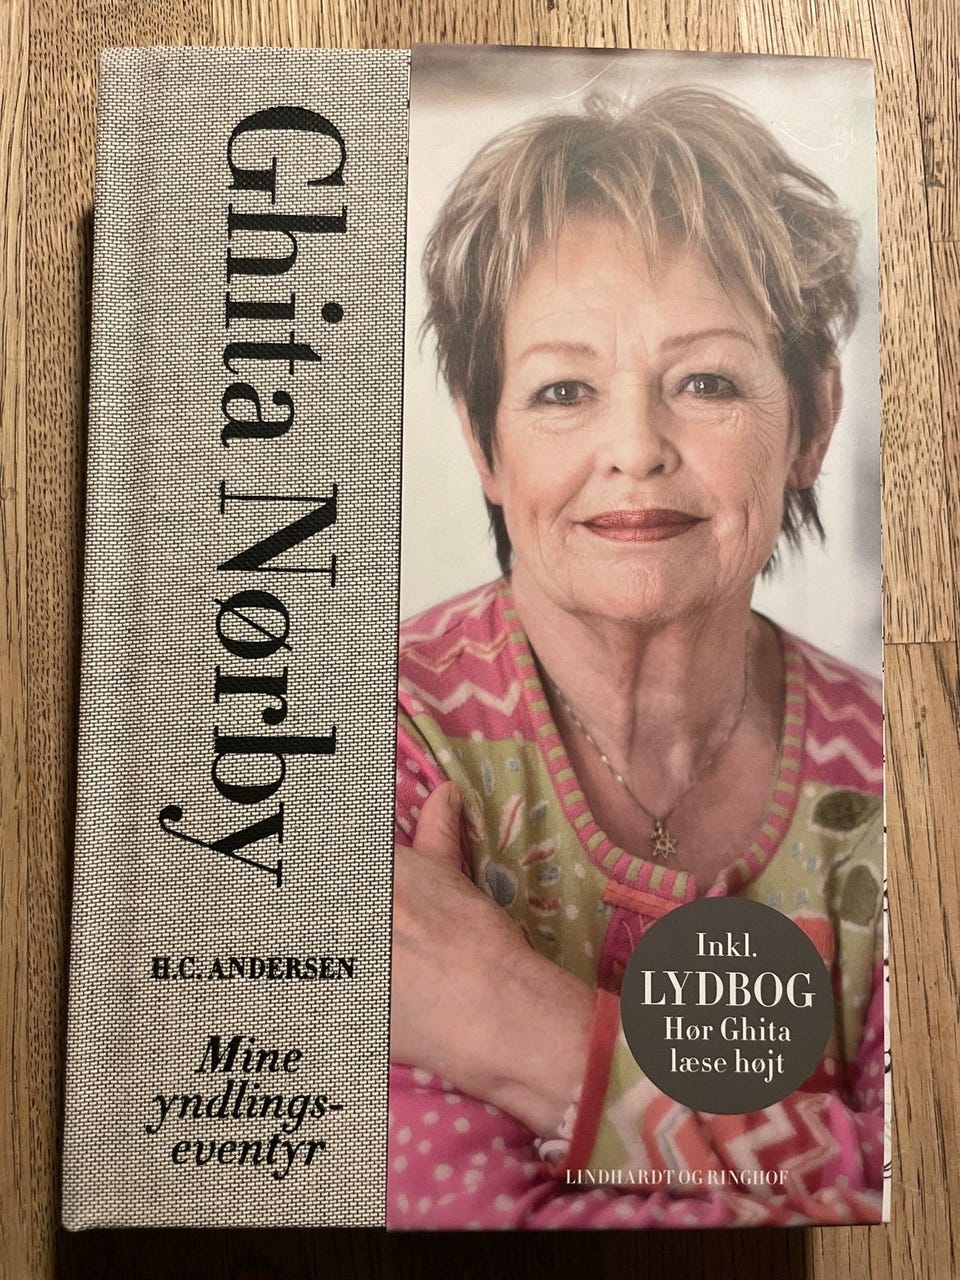 Ghita Nørby
H.C. ANDERSEN
Mine
yndlings-
eventyr
Inkl.
LYDBOG
Hør Ghita
læse højt
LINDHARDT OG RINGHOF